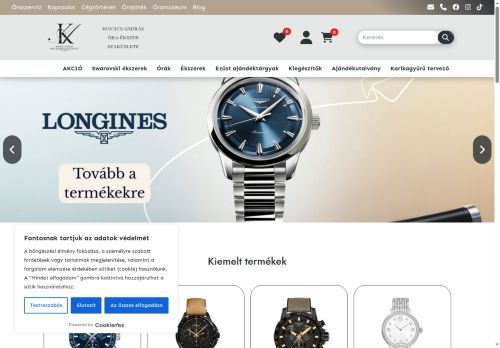 Óraszervíz Kapcsolat Cégtörténet Órajáték Óramúzeum Blog
KOVÁCS ANDRÁS
ÓRA-ÉKSZER
SZAKÜZLETE
0
0
Keresés
AKCIÓ Swarovski ékszerek Órák Ékszerek Ezüst ajándéktárgyak Kiegészítők Ajándékutalvány Karikagyűrű tervező
LONGINES
Tovább a
termékekre
Fontosnak tartjuk az adatok védelmét
A böngészési élmény fokozása, a személyre szabott
hirdetések vagy tartalmak megjelenítése, valamint a
forgalom elemzése érdekében sütiket (cookie) használunk.
A "Mindet elfogadom" gombra kattintva hozzájárulhat a
sütik használatához.
Testreszabás Elutasít Az összes elfogadása
Powered by CookieYes
Kiemelt termékek